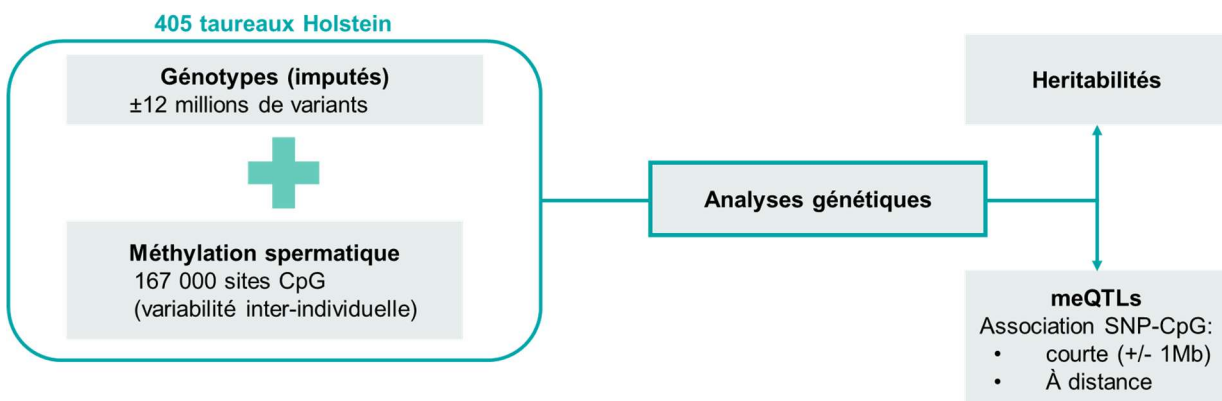 405 taureaux Holstein
Génotypes (imputés)
±12 millions de variants
Méthylation spermatique
167 000 sites CpG
(variabilité inter-individuelle)
Analyses génétiques
Heritabilités
meQTLs
Association SNP-CpG:
• courte (+/- 1Mb)
• À distance